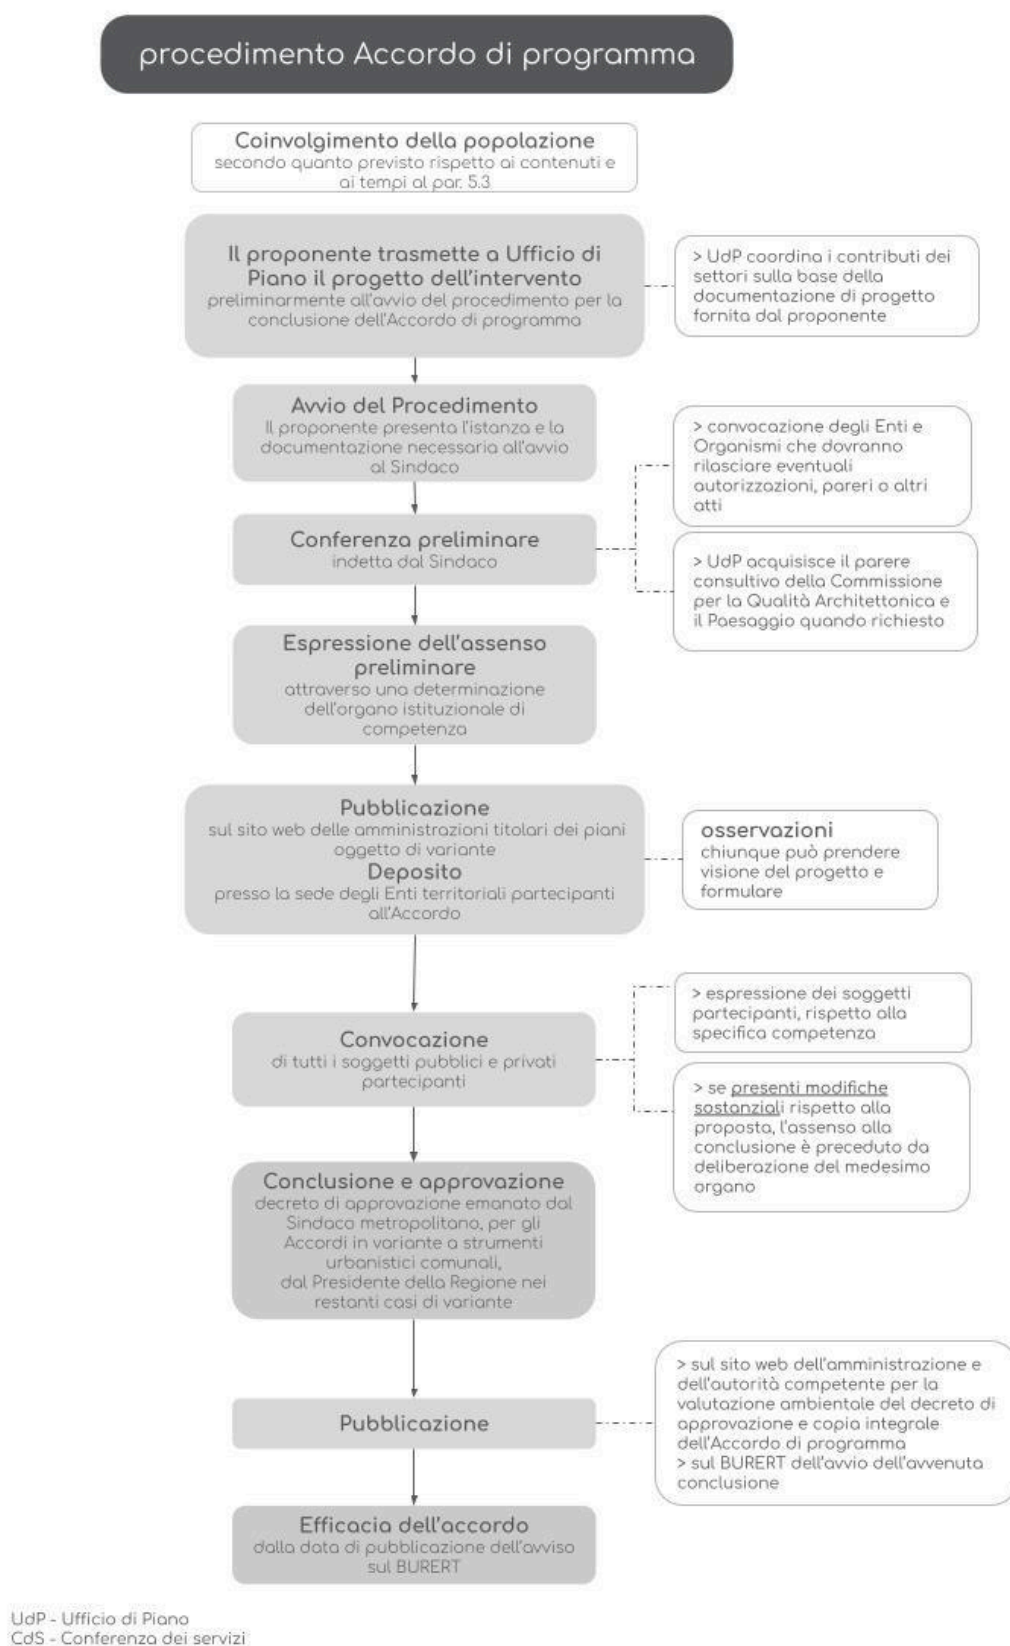 procedimento Accordo di programma
Coinvolgimento della popolazione
secondo quanto previsto rispetto ai contenuti e
ai tempi al par. 5.3
Il proponente trasmette a Ufficio di
Piano il progetto dell'intervento
preliminarmente all'avvio del procedimento per la
conclusione dell'Accordo di programma
> UdP coordina i contributi dei
settori sulla base della
documentazione di progetto
fornita dal proponente
Avvio del Procedimento
Il proponente presenta l'istanza e la
documentazione necessaria all'avvio
al Sindaco
> convocazione degli Enti e
Organismi che dovranno
rilasciare eventuali
autorizzazioni, pareri o altri
atti
Conferenza preliminare
indetta dal Sindaco
> UdP acquisisce il parere
consultivo della Commissione
per la Qualità Architettonica e
il Paesaggio quando richiesto
Espressione dell'assenso
preliminare
attraverso una determinazione
dell'organo istituzionale di
competenza
Pubblicazione
sul sito web delle amministrazioni titolari dei piani
oggetto di variante
Deposito
presso la sede degli Enti territoriali partecipanti
all'Accordo
osservazioni
chiunque può prendere
visione del progetto e
formulare
Convocazione
di tutti i soggetti pubblici e privati
partecipanti
> espressione dei soggetti
partecipanti, rispetto alla
specifica competenza
> se presenti modifiche
sostanziali rispetto alla
proposta, l'assenso alla
conclusione è preceduto da
deliberazione del medesimo
organo
Conclusione e approvazione
decreto di approvazione emanato dal
Sindaco metropolitano, per gli
Accordi in variante a strumenti
urbanistici comunali,
dal Presidente della Regione nei
restanti casi di variante
Pubblicazione
> sul sito web dell'amministrazione e
dell'autorità competente per la
valutazione ambientale del decreto di
approvazione e copia integrale
dell'Accordo di programma
> sul BURERT dell'avvio dell'avvenuta
conclusione
Efficacia dell'accordo
dalla data di pubblicazione dell'avviso
sul BURERT
UdP - Ufficio di Piano
CdS - Conferenza dei servizi